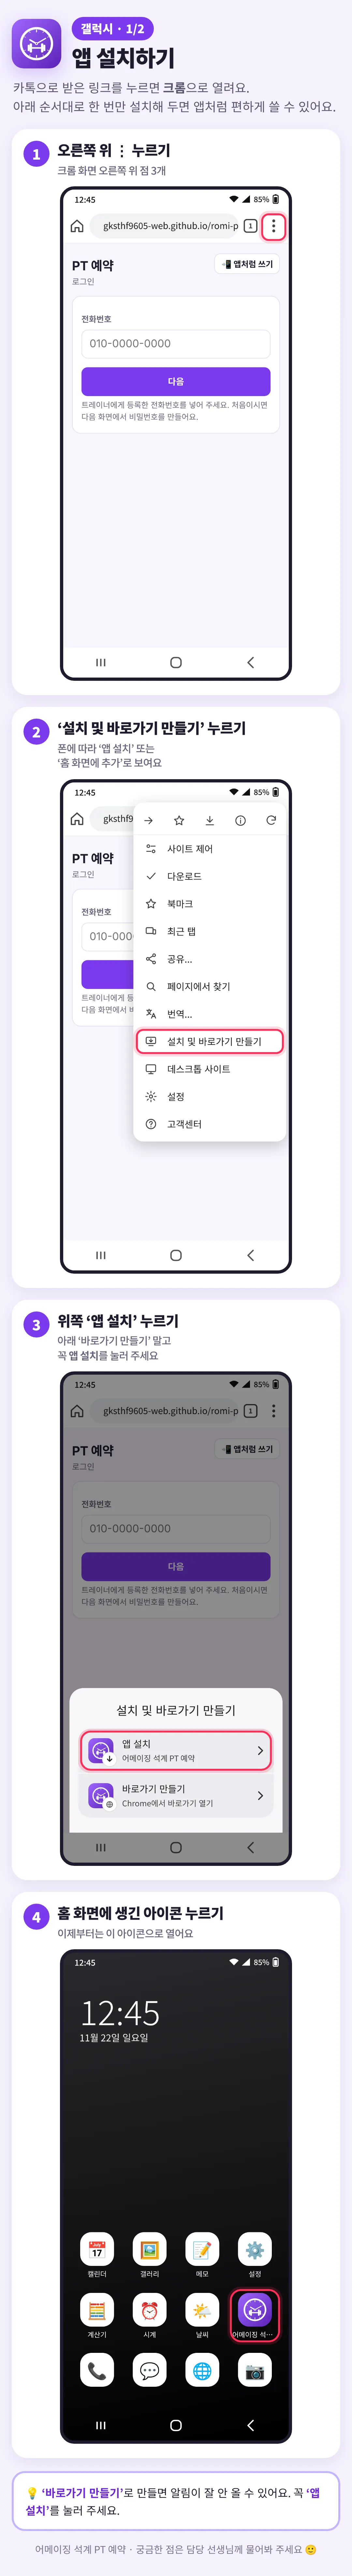 갤럭시 · 1/2
앱 설치하기
카톡으로 받은 링크를 누르면 크롬으로 열려요.
아래 순서대로 한 번만 설치해 두면 앱처럼 편하게 쓸 수 있어요.
1
오른쪽 위 ⋮ 누르기
크롬 화면 오른쪽 위 점 3개
12:45
85%
gksthf9605-web.github.io/romi-p
1
PT 예약
로그인
📲 앱처럼 쓰기
전화번호
010-0000-0000
다음
트레이너에게 등록한 전화번호를 넣어 주세요. 처음이시면
다음 화면에서 비밀번호를 만들어요.
2
‘설치 및 바로가기 만들기’ 누르기
폰에 따라 ‘앱 설치’ 또는
‘홈 화면에 추가’로 보여요
12:45
85%
gksthf9
PT 예약
로그인
전화번호
010-000
트레이너에게 등
다음 화면에서 비
사이트 제어
다운로드
북마크
최근 탭
공유...
페이지에서 찾기
번역...
설치 및 바로가기 만들기
데스크톱 사이트
설정
고객센터
3
위쪽 ‘앱 설치’ 누르기
아래 ‘바로가기 만들기’ 말고
꼭 앱 설치를 눌러 주세요
12:45
85%
gksthf9605-web.github.io/romi-p
1
PT 예약
로그인
📲 앱처럼 쓰기
전화번호
010-0000-0000
다음
트레이너에게 등록한 전화번호를 넣어 주세요. 처음이시면
다음 화면에서 비밀번호를 만들어요.
설치 및 바로가기 만들기
앱 설치
어메이징 석계 PT 예약
바로가기 만들기
Chrome에서 바로가기 열기
4
홈 화면에 생긴 아이콘 누르기
이제부터는 이 아이콘으로 열어요
12:45
85%
12:45
11월 22일 일요일
캘린더
갤러리
메모
설정
계산기
시계
날씨
어메이징 석…
💡 ‘바로가기 만들기’로 만들면 알림이 잘 안 올 수 있어요. 꼭 ‘앱
설치’를 눌러 주세요.
어메이징 석계 PT 예약 · 궁금한 점은 담당 선생님께 물어봐 주세요 🙂